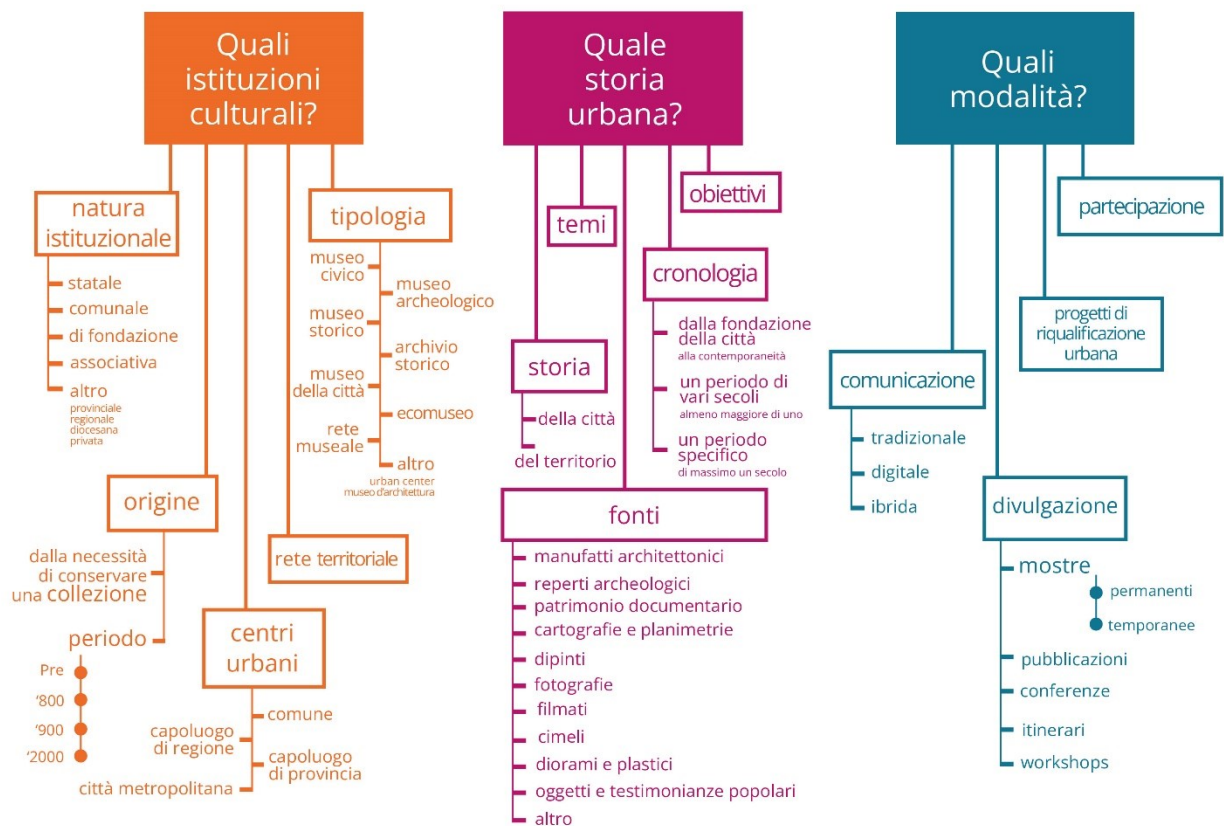 Quali
istituzioni
culturali?
natura
istituzionale
statale
comunale
di fondazione
associativa
altro
provinciale
regionale
diocesana
privata
tipologia
museo
civico
museo
archeologico
museo
storico
archivio
storico
museo
della città
ecomuseo
rete
museale
altro
urban center
museo d'architettura
origine
dalla necessità
di conservare
una collezione
periodo
Pre
‘800
‘900
‘2000
rete territoriale
centri
urbani
comune
capoluogo
di regione
capoluogo
di provincia
città metropolitana
Quale
storia
urbana?
obiettivi
temi
cronologia
dalla fondazione
della città
alla contemporaneità
un periodo di
vari secoli
almeno maggiore di uno
un periodo
specifico
di massimo un secolo
storia
della città
del territorio
fonti
manufatti architettonici
reperti archeologici
patrimonio documentario
cartografie e planimetrie
dipinti
fotografie
filmati
cimeli
diorami e plastici
oggetti e testimonianze popolari
altro
Quali
modalità?
partecipazione
progetti di
riqualificazione
urbana
comunicazione
tradizionale
digitale
ibrida
divulgazione
mostre
permanenti
temporanee
pubblicazioni
conferenze
itinerari
workshops